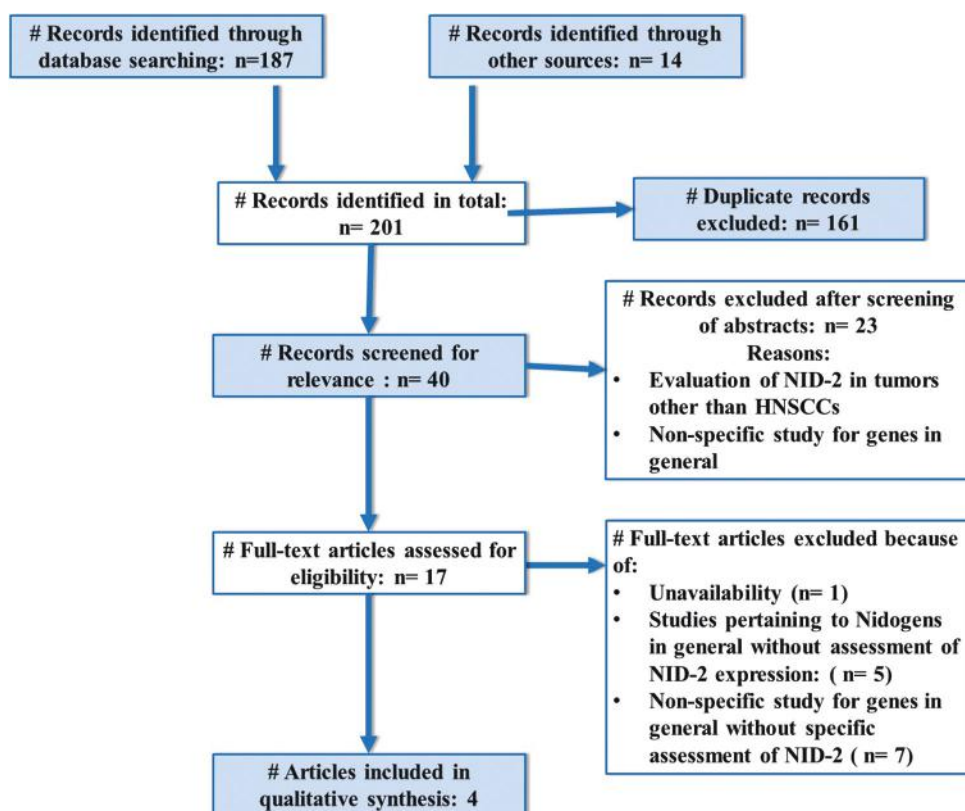 # Records identified through
database searching: n=187
# Records identified through
other sources: n= 14
# Records identified in total:
n= 201
# Duplicate records
excluded: n= 161
# Records screened for
relevance : n= 40
# Records excluded after screening
of abstracts: n= 23
Reasons:
• Evaluation of NID-2 in tumors
other than HNSCCs
• Non-specific study for genes in
general
# Full-text articles assessed for
eligibility: n= 17
# Full-text articles excluded because
of:
• Unavailability (n= 1)
• Studies pertaining to Nidogens
in general without assessment of
NID-2 expression: ( n= 5)
• Non-specific study for genes in
general without specific
assessment of NID-2 ( n= 7)
# Articles included in
qualitative synthesis: 4